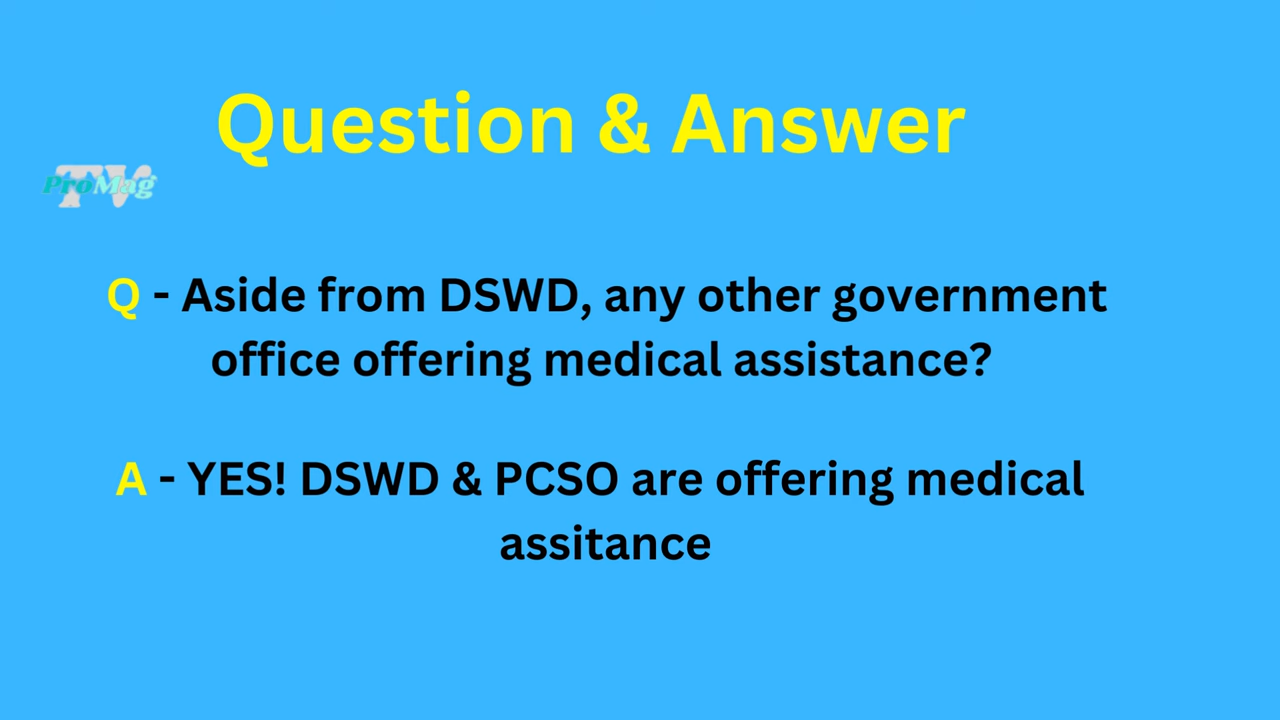 Question & Answer
TV
ProMag
Q - Aside from DSWD, any other government
office offering medical assistance?
A - YES! DSWD & PCSO are offering medical
assitance